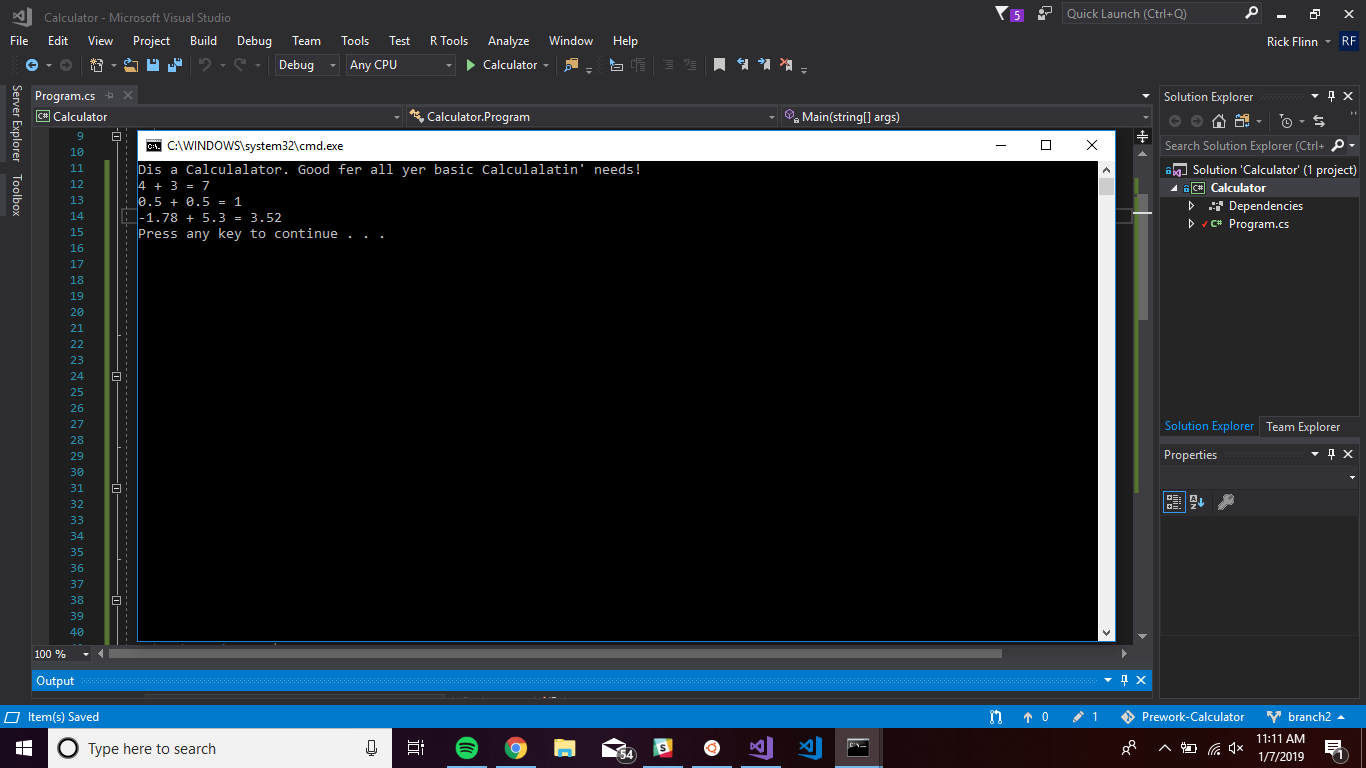 Calculator - Microsoft Visual Studio
5
Quick Launch (Ctrl+Q)
File Edit View Project Build Debug Team Tools Test R Tools Analyze Window Help
Rick Flinn RF
Debug Any CPU Calculator
Server Explorer
Toolbox
Program.cs
C# Calculator Calculator.Program Main(string[] args)
C:\WINDOWS\system32\cmd.exe
Dis a Calculalator. Good fer all yer basic Calculalatin' needs!
4 + 3 = 7
0.5 + 0.5 = 1
-1.78 + 5.3 = 3.52
Press any key to continue . . .
9
10
11
12
13
14
15
16
17
18
19
20
21
22
23
24
25
26
27
28
29
30
31
32
33
34
35
36
37
38
39
40
100 %
Solution Explorer
Search Solution Explorer (Ctrl+
Solution 'Calculator' (1 project)
C# Calculator
Dependencies
C# Program.cs
Solution Explorer Team Explorer
Properties
Output
Item(s) Saved
0 1 Prework-Calculator branch2
Type here to search
54
11:11 AM
1/7/2019
1